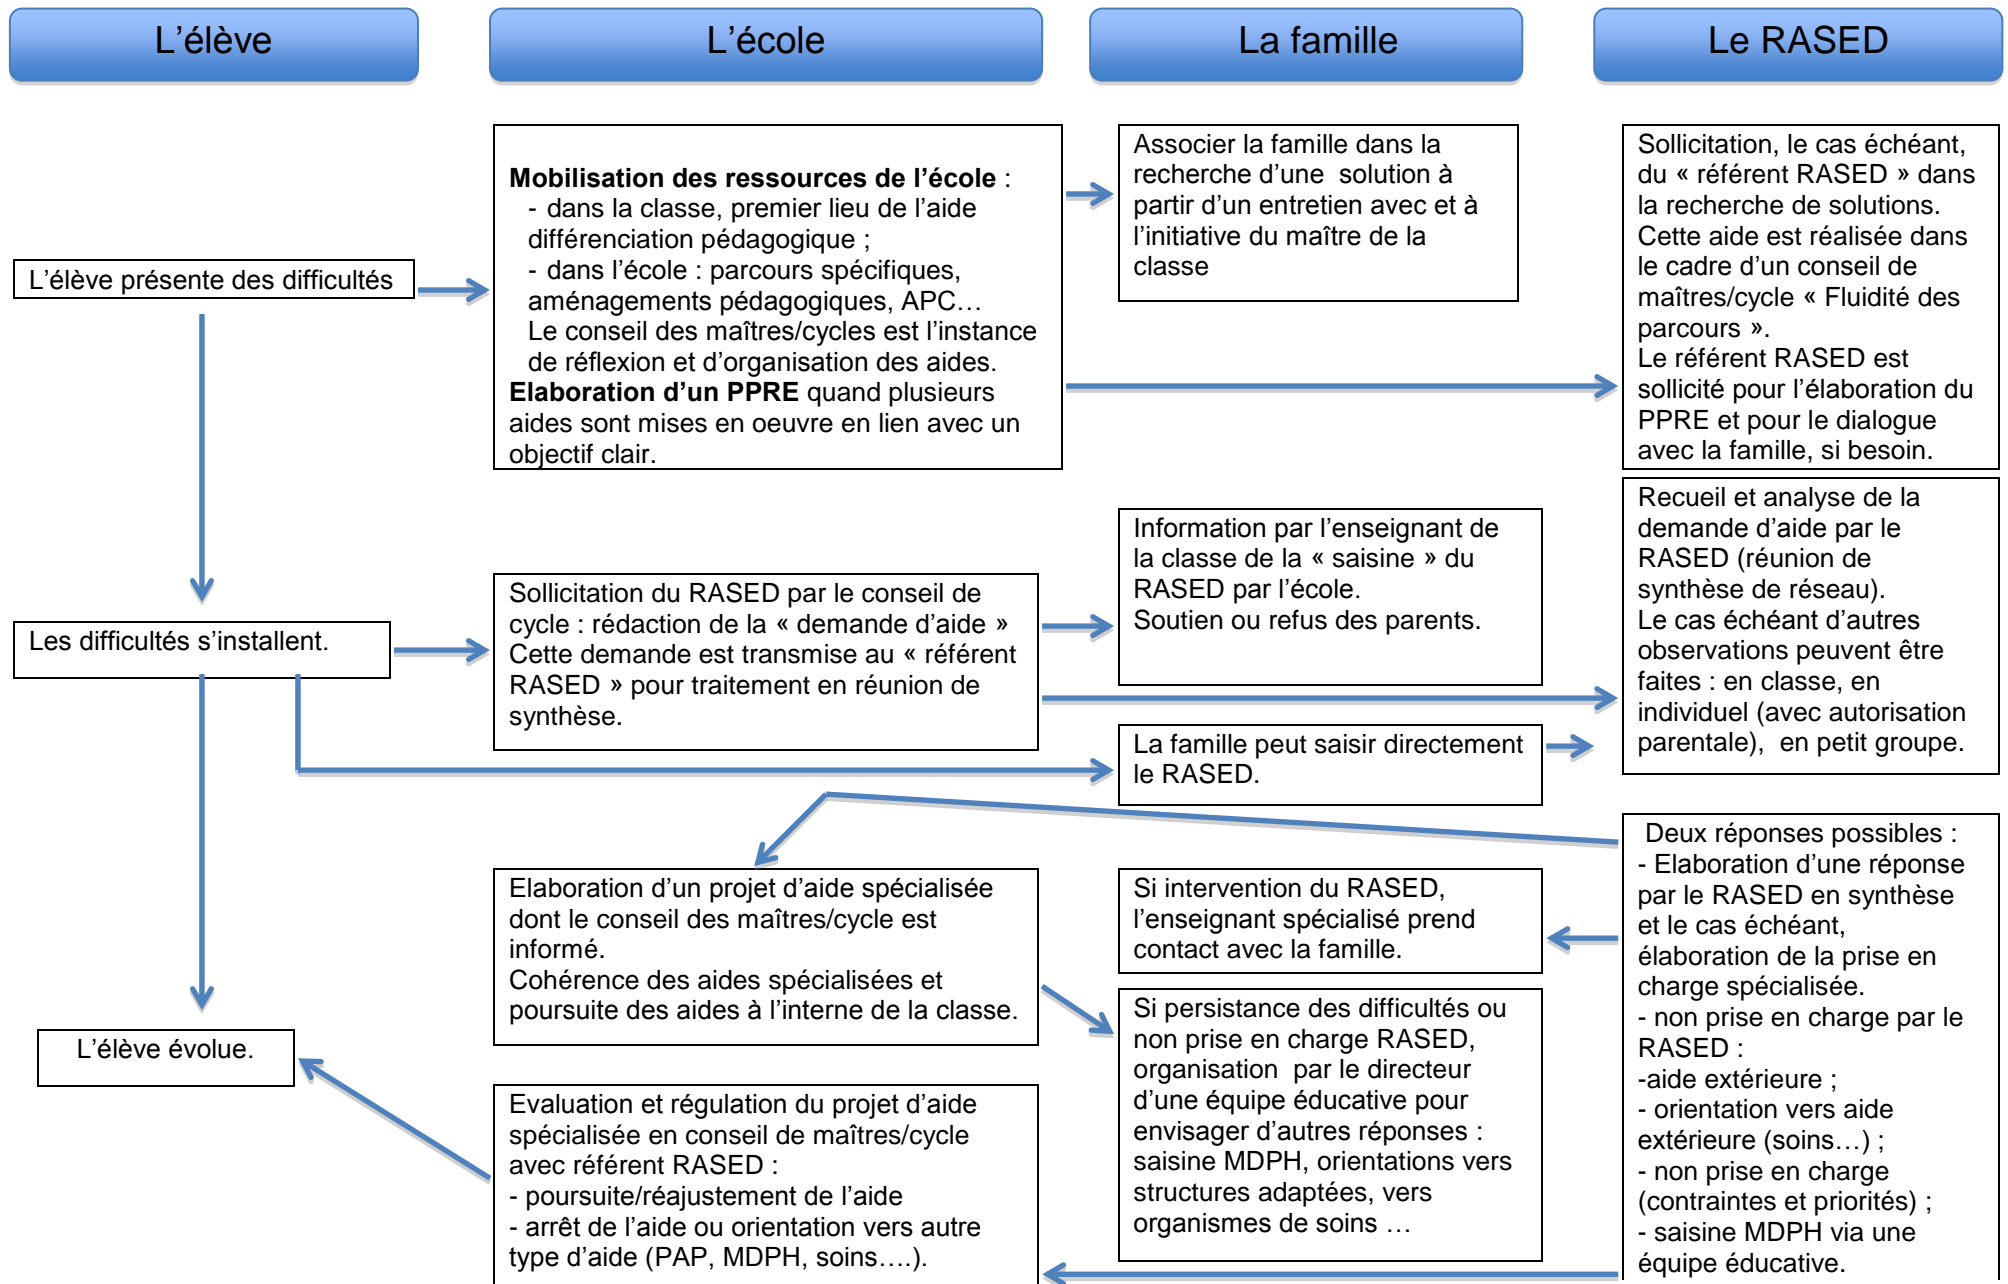 L’élève
L’école
La famille
Le RASED
L’élève présente des difficultés
Mobilisation des ressources de l’école :
- dans la classe, premier lieu de l’aide
différenciation pédagogique ;
- dans l’école : parcours spécifiques,
aménagements pédagogiques, APC…
Le conseil des maîtres/cycles est l’instance
de réflexion et d’organisation des aides.
Elaboration d’un PPRE quand plusieurs
aides sont mises en oeuvre en lien avec un
objectif clair.
Associer la famille dans la
recherche d’une solution à
partir d’un entretien avec et à
l’initiative du maître de la
classe
Sollicitation, le cas échéant,
du « référent RASED » dans
la recherche de solutions.
Cette aide est réalisée dans
le cadre d’un conseil de
maîtres/cycle « Fluidité des
parcours ».
Le référent RASED est
sollicité pour l’élaboration du
PPRE et pour le dialogue
avec la famille, si besoin.
Les difficultés s’installent.
Sollicitation du RASED par le conseil de
cycle : rédaction de la « demande d’aide »
Cette demande est transmise au « référent
RASED » pour traitement en réunion de
synthèse.
Information par l’enseignant de
la classe de la « saisine » du
RASED par l’école.
Soutien ou refus des parents.
La famille peut saisir directement
le RASED.
Recueil et analyse de la
demande d’aide par le
RASED (réunion de
synthèse de réseau).
Le cas échéant d’autres
observations peuvent être
faites : en classe, en
individuel (avec autorisation
parentale), en petit groupe.
Elaboration d’un projet d’aide spécialisée
dont le conseil des maîtres/cycle est
informé.
Cohérence des aides spécialisées et
poursuite des aides à l’interne de la classe.
Si intervention du RASED,
l’enseignant spécialisé prend
contact avec la famille.
Deux réponses possibles :
- Elaboration d’une réponse
par le RASED en synthèse
et le cas échéant,
élaboration de la prise en
charge spécialisée.
- non prise en charge par le
RASED :
-aide extérieure ;
- orientation vers aide
extérieure (soins…) ;
- non prise en charge
(contraintes et priorités) ;
- saisine MDPH via une
équipe éducative.
Si persistance des difficultés ou
non prise en charge RASED,
organisation par le directeur
d’une équipe éducative pour
envisager d’autres réponses :
saisine MDPH, orientations vers
structures adaptées, vers
organismes de soins …
L’élève évolue.
Evaluation et régulation du projet d’aide
spécialisée en conseil de maîtres/cycle
avec référent RASED :
- poursuite/réajustement de l’aide
- arrêt de l’aide ou orientation vers autre
type d’aide (PAP, MDPH, soins….).